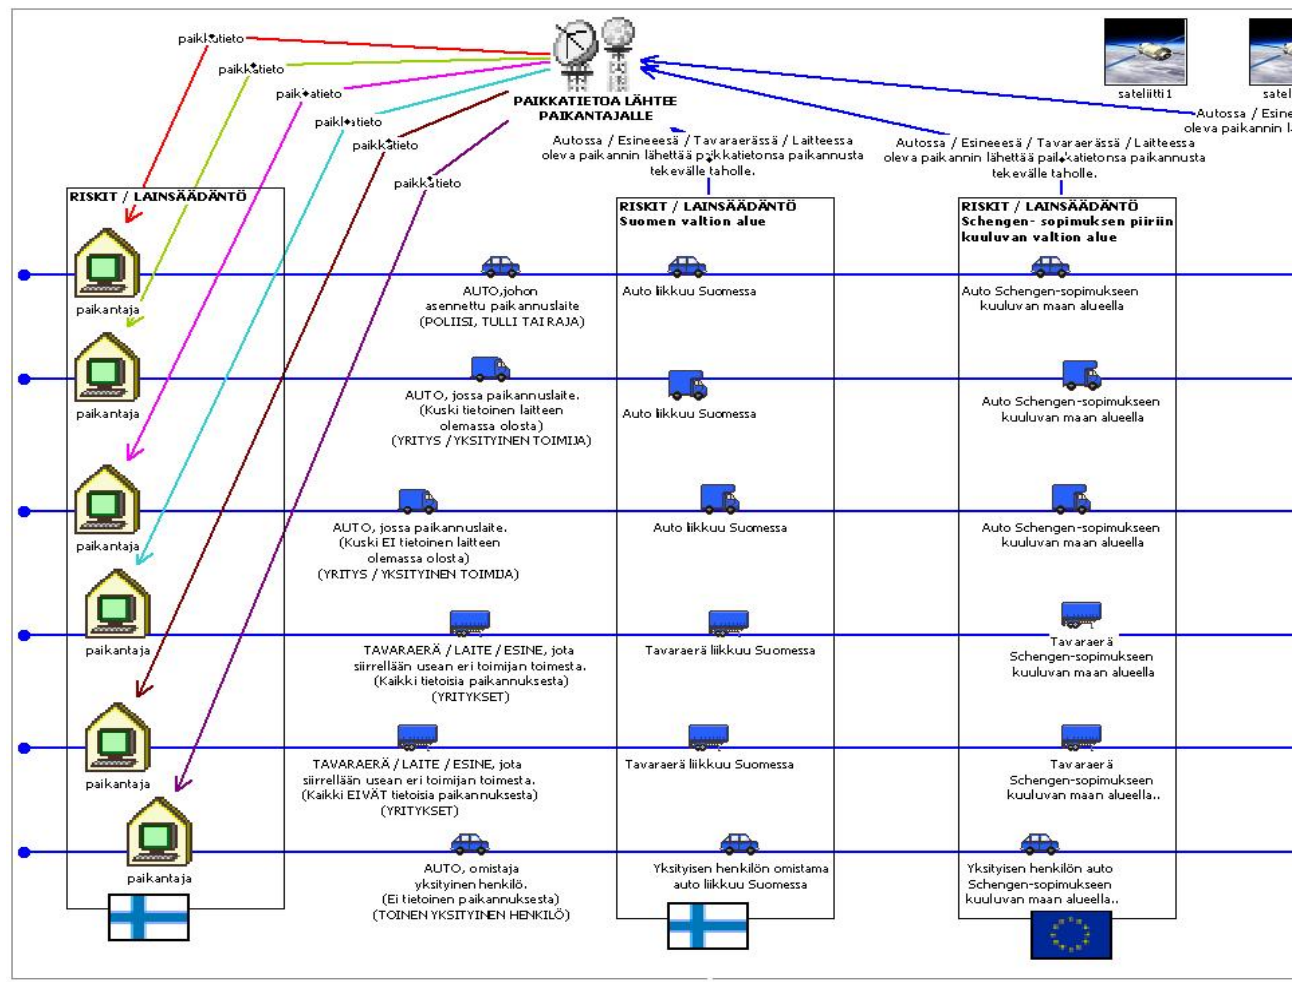 paikkatieto
paikkatieto
paikkatieto
paikkatieto
paikkatieto
paikkatieto
PAIKKATIETOA LÄHTEE
PAIKANTAJALLE
sateliitti1
Autossa / Esineeesä / Tavaraerässä / Laitteessa
oleva paikannin lähettää paikkatietonsa paikannusta
tekevälle taholle.
Autossa / Esineeesä / Tavaraerässä / Laitteessa
oleva paikannin lähettää paikkatietonsa paikannusta
tekevälle taholle.
Autossa /
oleva paikannin
RISKIT / LAINSÄÄDÄNTÖ
RISKIT / LAINSÄÄDÄNTÖ
Suomen valtion alue
RISKIT / LAINSÄÄDÄNTÖ
Schengen- sopimuksen piiriin
kuuluvan valtion alue
paikantaja
AUTO,johon
asennettu paikannuslaite
(POLIISI, TULLI TAI RAJA)
Auto liikkuu Suomessa
Auto Schengen-sopimukseen
kuuluvan maan alueella
paikantaja
AUTO, jossa paikannuslaite.
(Kuski tietoinen laitteen
olemassa olosta)
(YRITYS / YKSITYINEN TOIMIJA)
Auto liikkuu Suomessa
Auto Schengen-sopimukseen
kuuluvan maan alueella
paikantaja
AUTO, jossa paikannuslaite.
(Kuski EI tietoinen laitteen
olemassa olosta)
(YRITYS / YKSITYINEN TOIMIJA)
Auto liikkuu Suomessa
Auto Schengen-sopimukseen
kuuluvan maan alueella
paikantaja
TAVARAERÄ / LAITE / ESINE, jota
siirrellään usean eri toimijan toimesta.
(Kaikki tietoisia paikannuksesta)
(YRITYKSET)
Tavaraerä liikkuu Suomessa
Tavaraerä
Schengen-sopimukseen
kuuluvan maan alueella
paikantaja
TAVARAERÄ / LAITE / ESINE, jota
siirrellään usean eri toimijan toimesta.
(Kaikki EIVÄT tietoisia paikannuksesta)
(YRITYKSET)
Tavaraerä liikkuu Suomessa
Tavaraerä
Schengen-sopimukseen
kuuluvan maan alueella..
paikantaja
AUTO, omistaja
yksityinen henkilö.
(Ei tietoinen paikannuksesta)
(TOINEN YKSITYINEN HENKILÖ)
Yksityisen henkilön omistama
auto liikkuu Suomessa
Yksityisen henkilön auto
Schengen-sopimukseen
kuuluvan maan alueella..